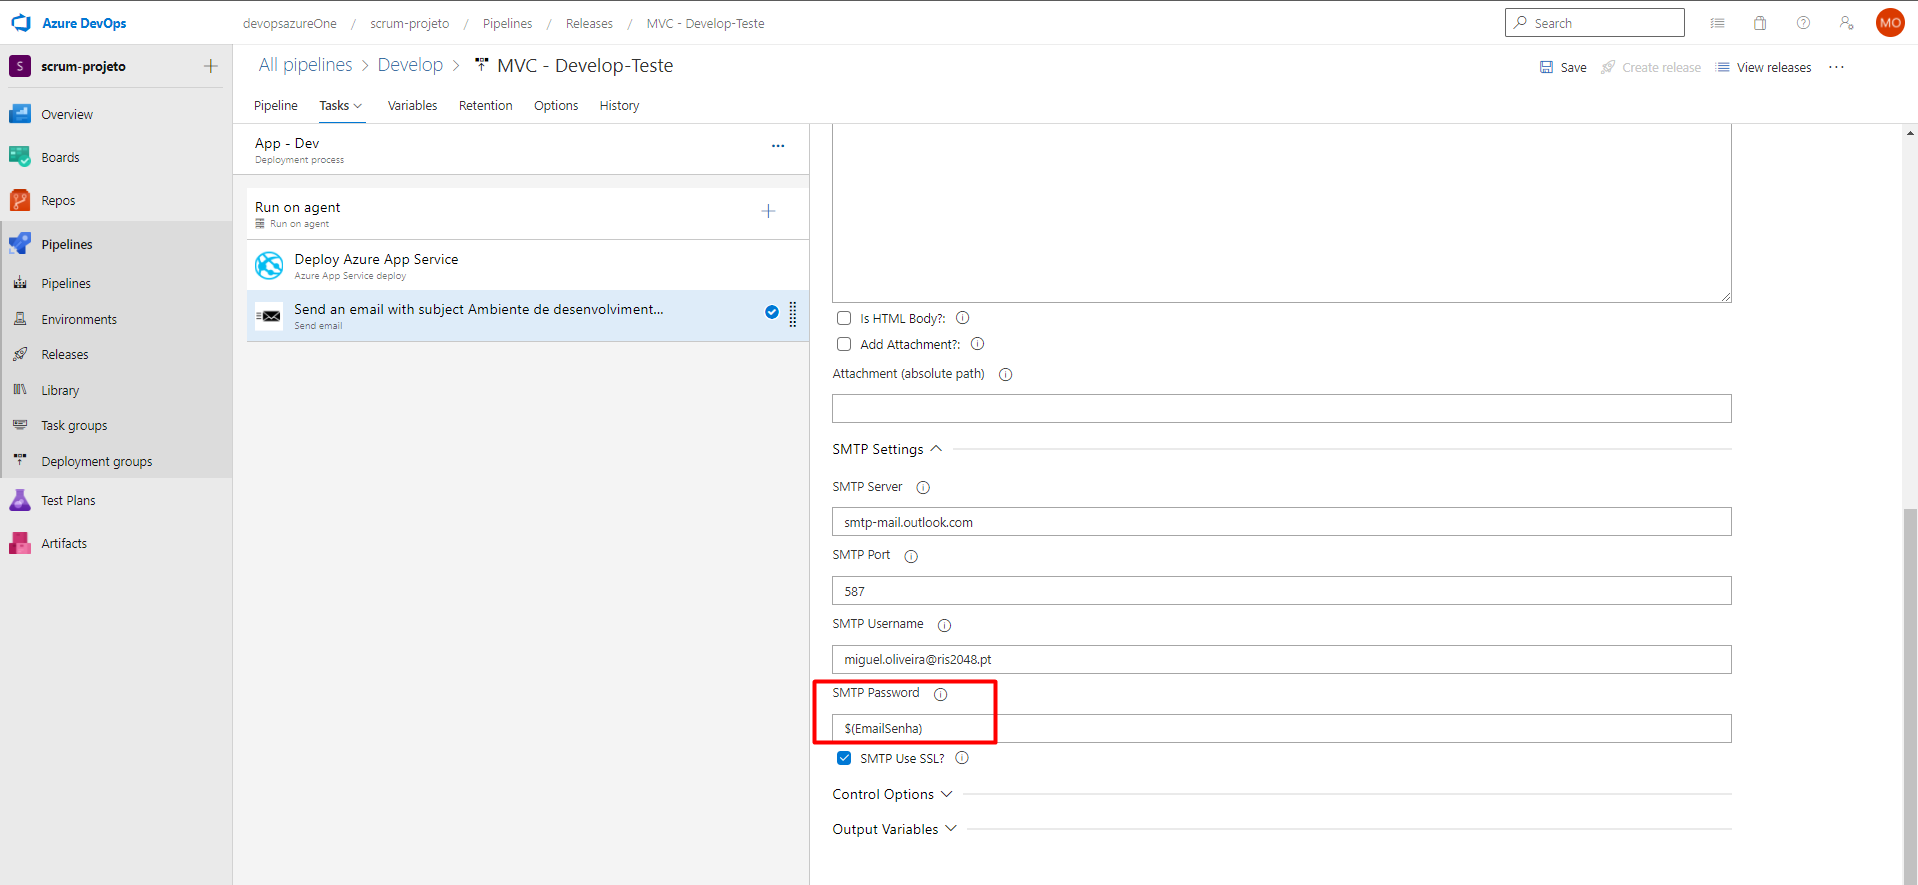 Azure DevOps
devopsazureOne / scrum-projeto / Pipelines / Releases / MVC - Develop-Teste
Search
MO
S scrum-projeto
Overview
Boards
Repos
Pipelines
Pipelines
Environments
Releases
Library
Task groups
Deployment groups
Test Plans
Artifacts
All pipelines > Develop > MVC - Develop-Teste
Save
Create release
View releases
Pipeline
Tasks
Variables
Retention
Options
History
App - Dev
Deployment process
Run on agent
Run on agent
Deploy Azure App Service
Azure App Service deploy
Send an email with subject Ambiente de desenvolviment...
Send email
Is HTML Body?:
Add Attachment?:
Attachment (absolute path)
SMTP Settings
SMTP Server
smtp-mail.outlook.com
SMTP Port
587
SMTP Username
miguel.oliveira@ris2048.pt
SMTP Password
$(EmailSenha)
SMTP Use SSL?
Control Options
Output Variables